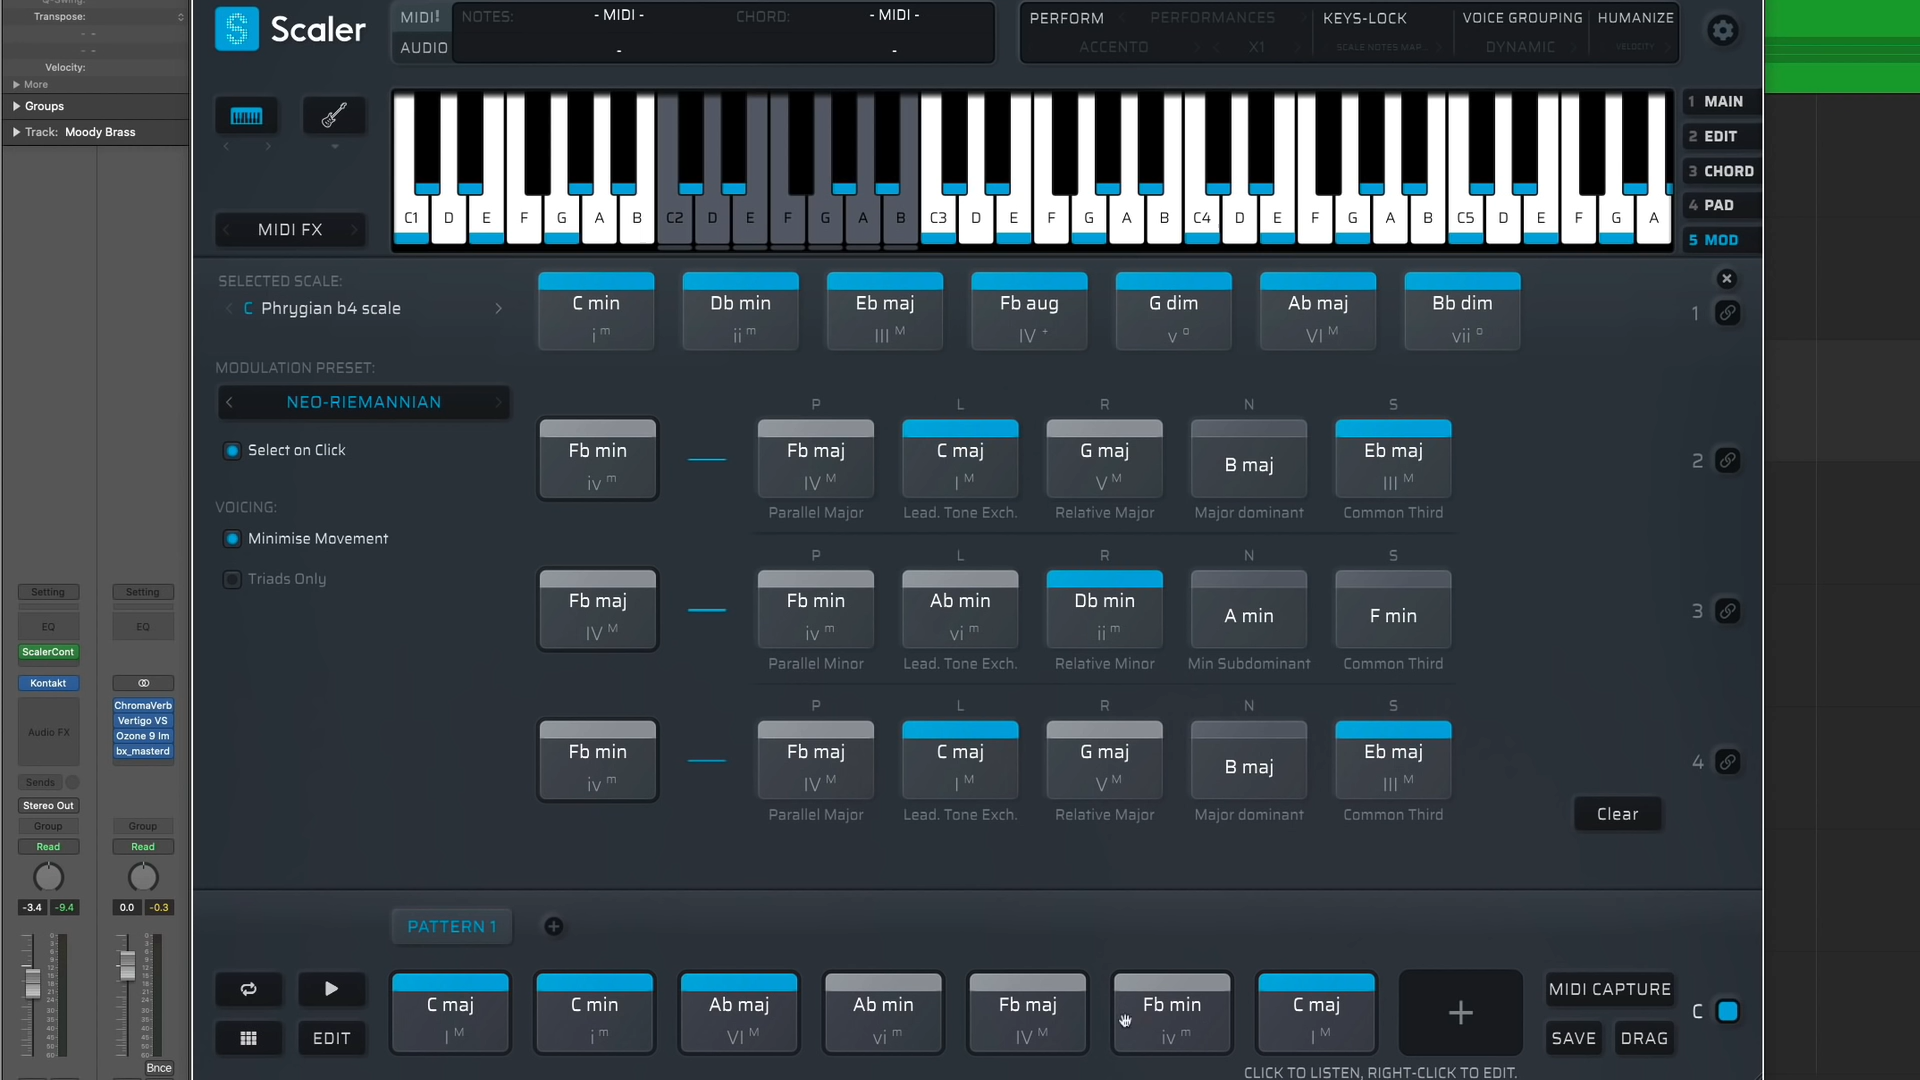 Transpose:
Velocity:
More
Groups
Track: Moody Brass
Scaler
MIDI!
AUDIO
NOTES: - MIDI - CHORD: - MIDI -
- -
PERFORM PERFORMANCES KEYS-LOCK VOICE GROUPING HUMANIZE
ACCENTO X1 SCALE NOTES MAP... DYNAMIC VELOCITY
C1 D E F G A B C2 D E F G A B C3 D E F G A B C4 D E F G A B C5 D E F G A
MIDI FX
1 MAIN
2 EDIT
3 CHORD
4 PAD
5 MOD
SELECTED SCALE:
C Phrygian b4 scale
C min Db min Eb maj Fb aug G dim Ab maj Bb dim
i m ii m III M IV + v o VI M vii o
1
MODULATION PRESET:
NEO-RIEMANNIAN
Select on Click
VOICING:
Minimise Movement
Triads Only
P L R N S
Fb min Fb maj C maj G maj B maj Eb maj
iv m IV M I M V M III M
2
Parallel Major Lead. Tone Exch. Relative Major Major dominant Common Third
P L R N S
Fb maj Fb min Ab min Db min A min F min
IV M iv m vi m ii m
3
Parallel Minor Lead. Tone Exch. Relative Minor Min Subdominant Common Third
P L R N S
Fb min Fb maj C maj G maj B maj Eb maj
iv m IV M I M V M III M
4
Parallel Major Lead. Tone Exch. Relative Major Major dominant Common Third
Clear
Setting Setting
EQ EQ
ScalerCont
Kontakt
ChromaVerb
Vertigo VS
Ozone 9 Im
bx_masterd
Audio FX
Sends
Stereo Out
Group Group
Read Read
-3.4 -9.4 0.0 -0.3
Bnce
PATTERN 1
C maj C min Ab maj Ab min Fb maj Fb min C maj
I M i m VI M vi m IV M iv m I M
EDIT
MIDI CAPTURE
SAVE DRAG
C
CLICK TO LISTEN, RIGHT-CLICK TO EDIT.